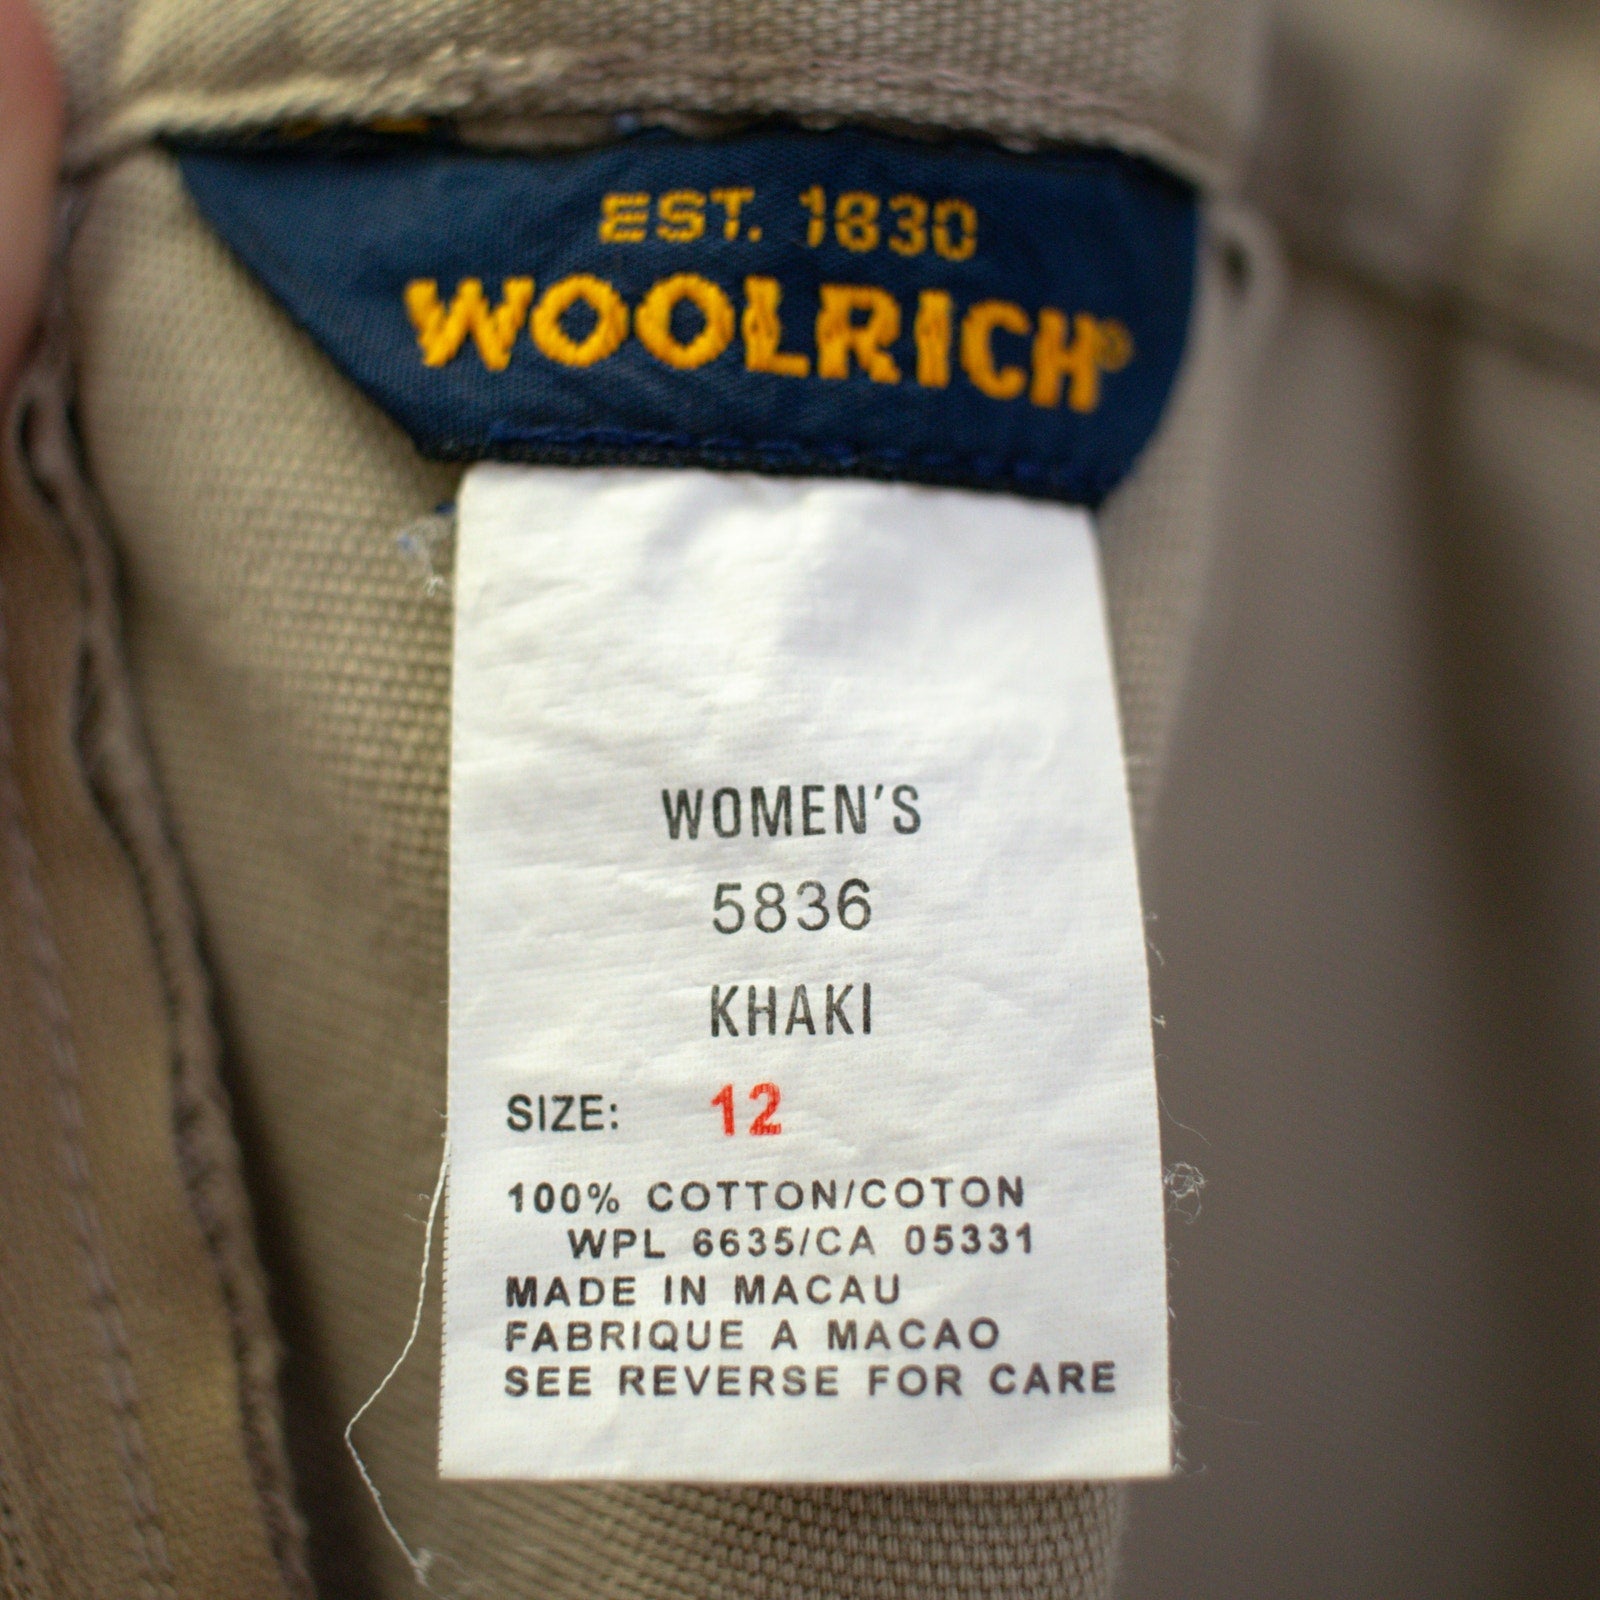 EST. 1830
WOOLRICH®
WOMEN'S
5836
KHAKI
SIZE: 12
100% COTTON/COTON
WPL 6635/CA 05331
MADE IN MACAU
FABRIQUE A MACAO
SEE REVERSE FOR CARE